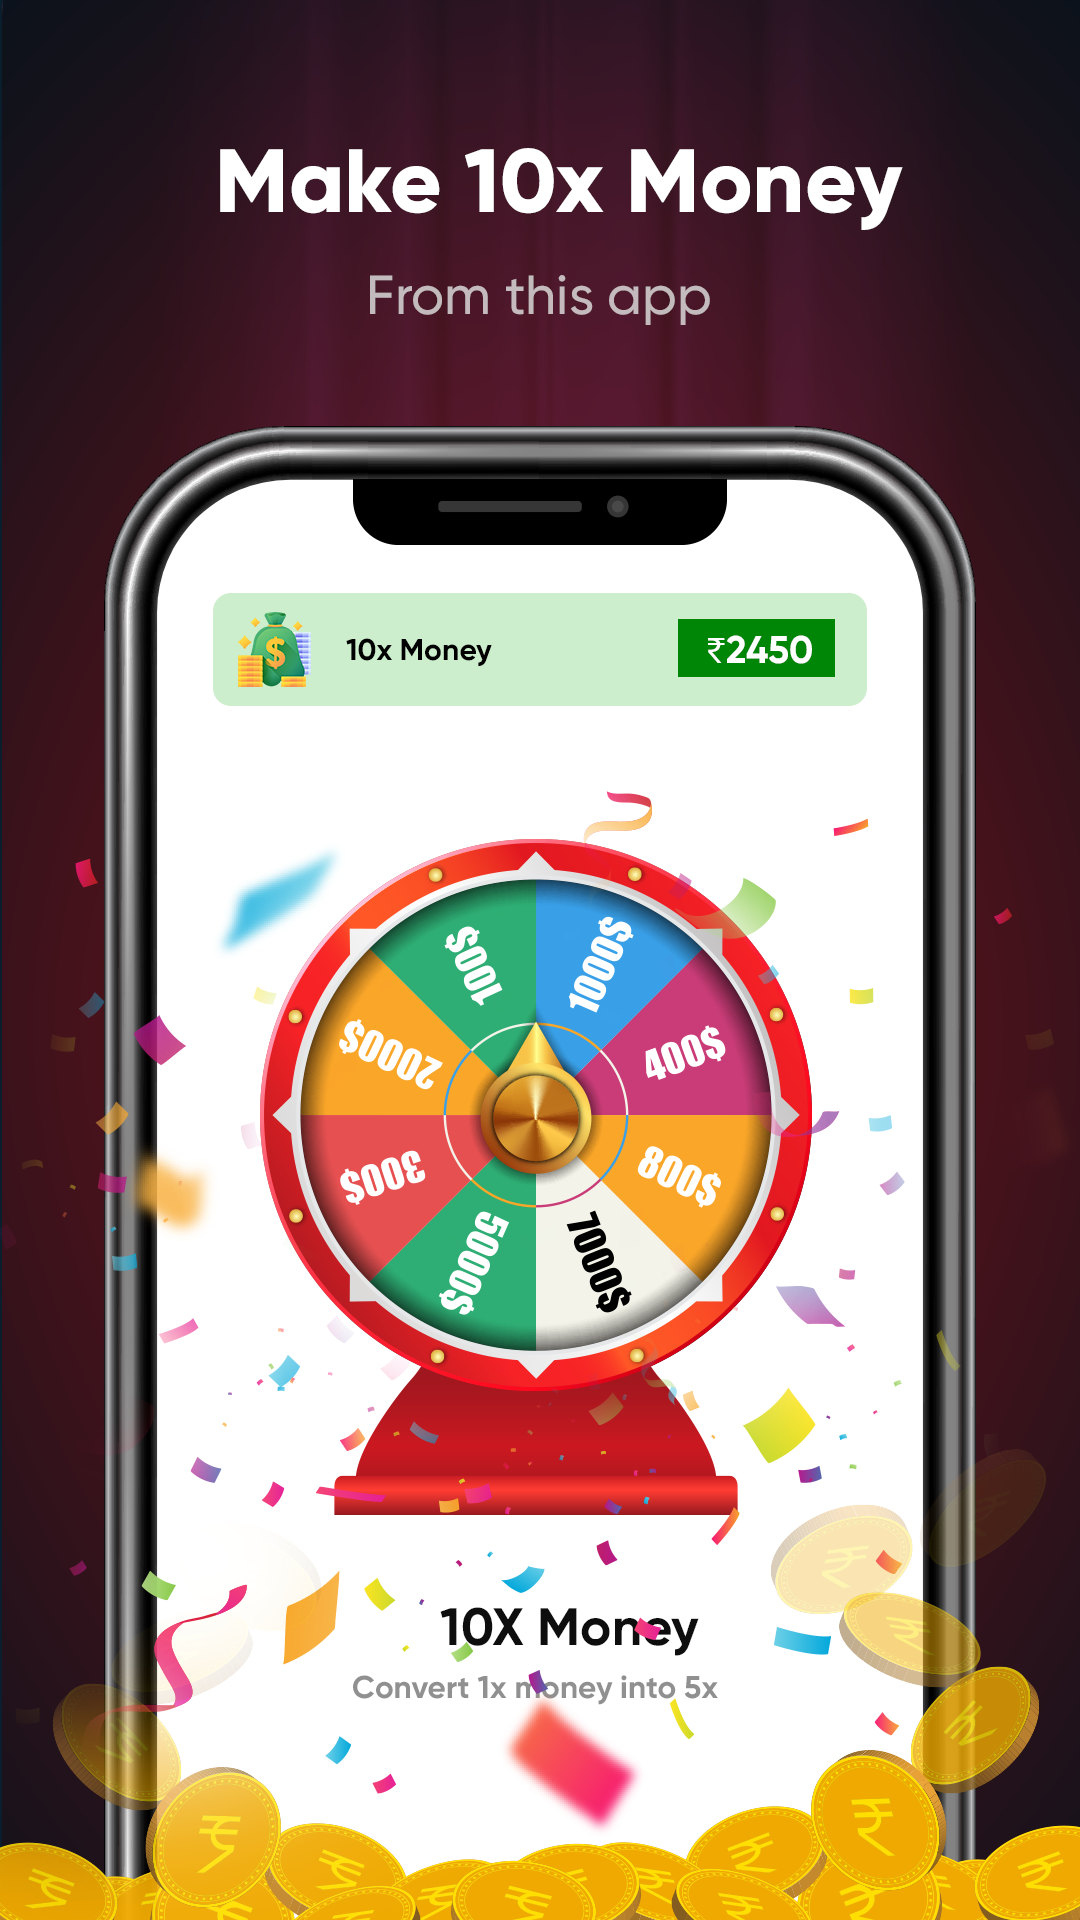 Make 10x Money
From this app
10x Money
₹2450
100$
1000$
2000$
400$
300$
800$
5000$
7000$
10X Money
Convert 1x money into 5x